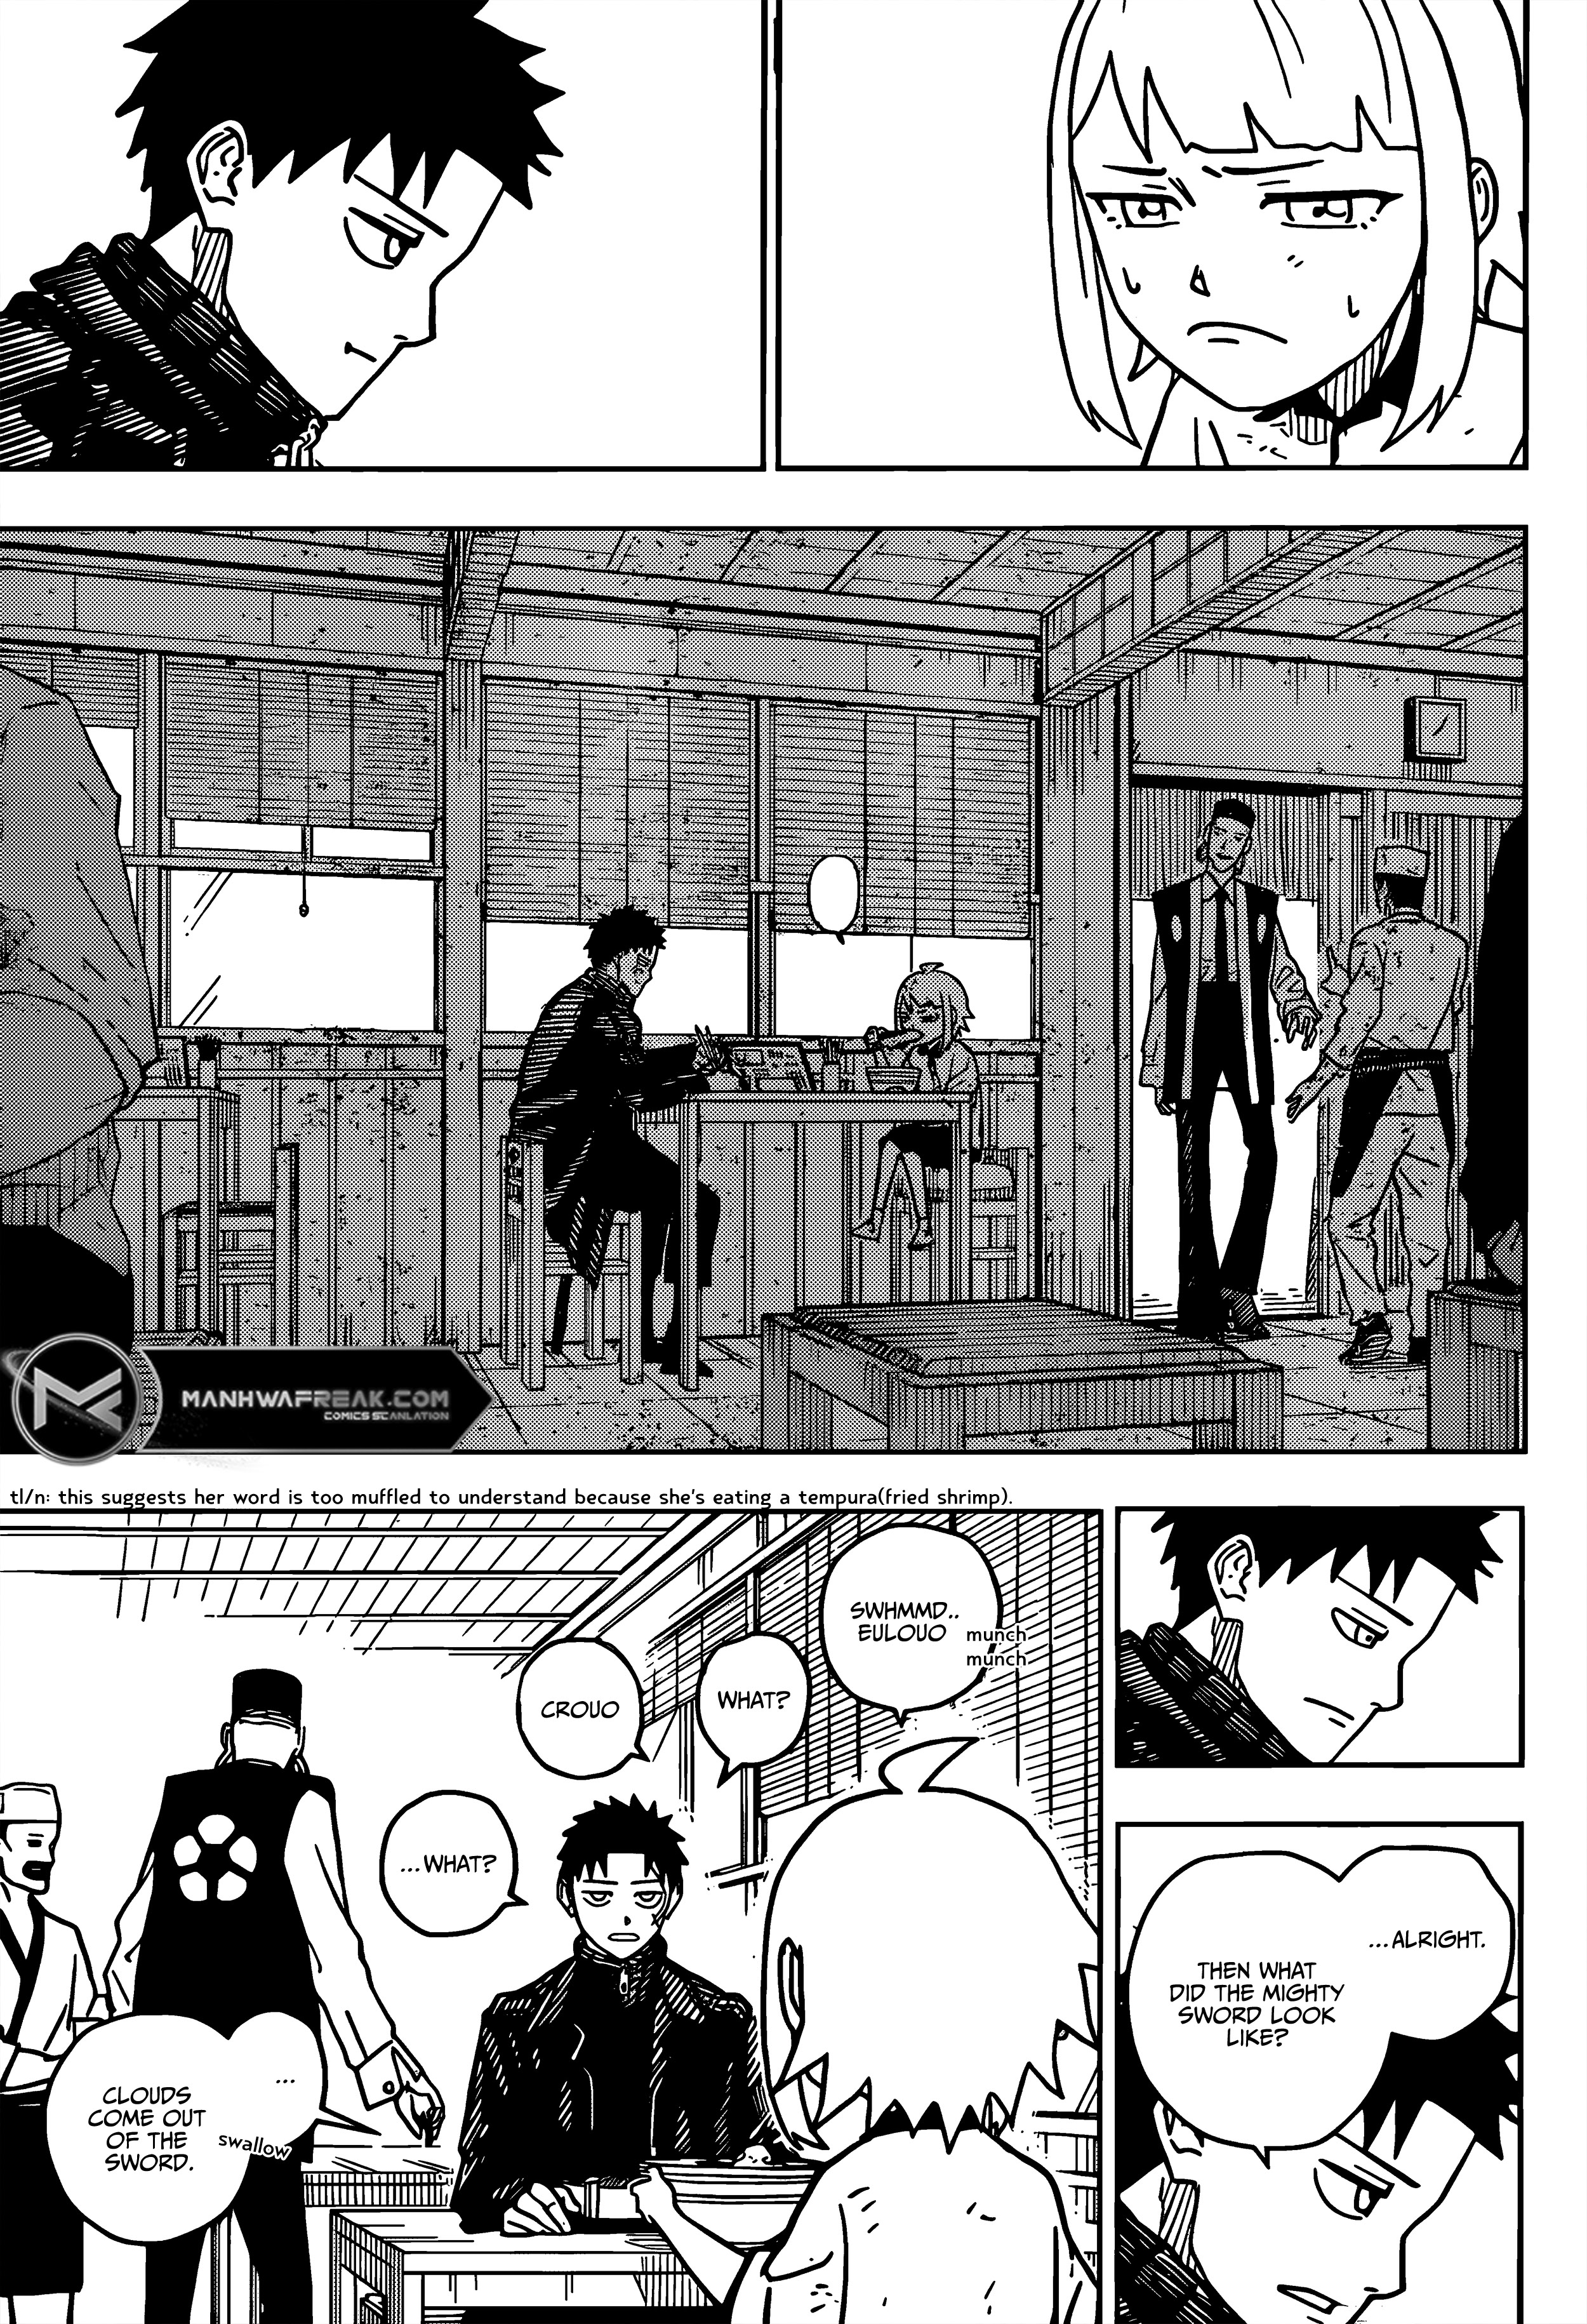 MANHWAFREAK.COM
COMICS SCANLATION
tl/n: this suggests her word is too muffled to understand because she's eating a tempura(fried shrimp).
...ALRIGHT.
THEN WHAT
DID THE MIGHTY
SWORD LOOK
LIKE?
SWHMMD..
EULOUO
munch
munch
WHAT?
CROUO
...WHAT?
...
swallow
CLOUDS
COME OUT
OF THE
SWORD.